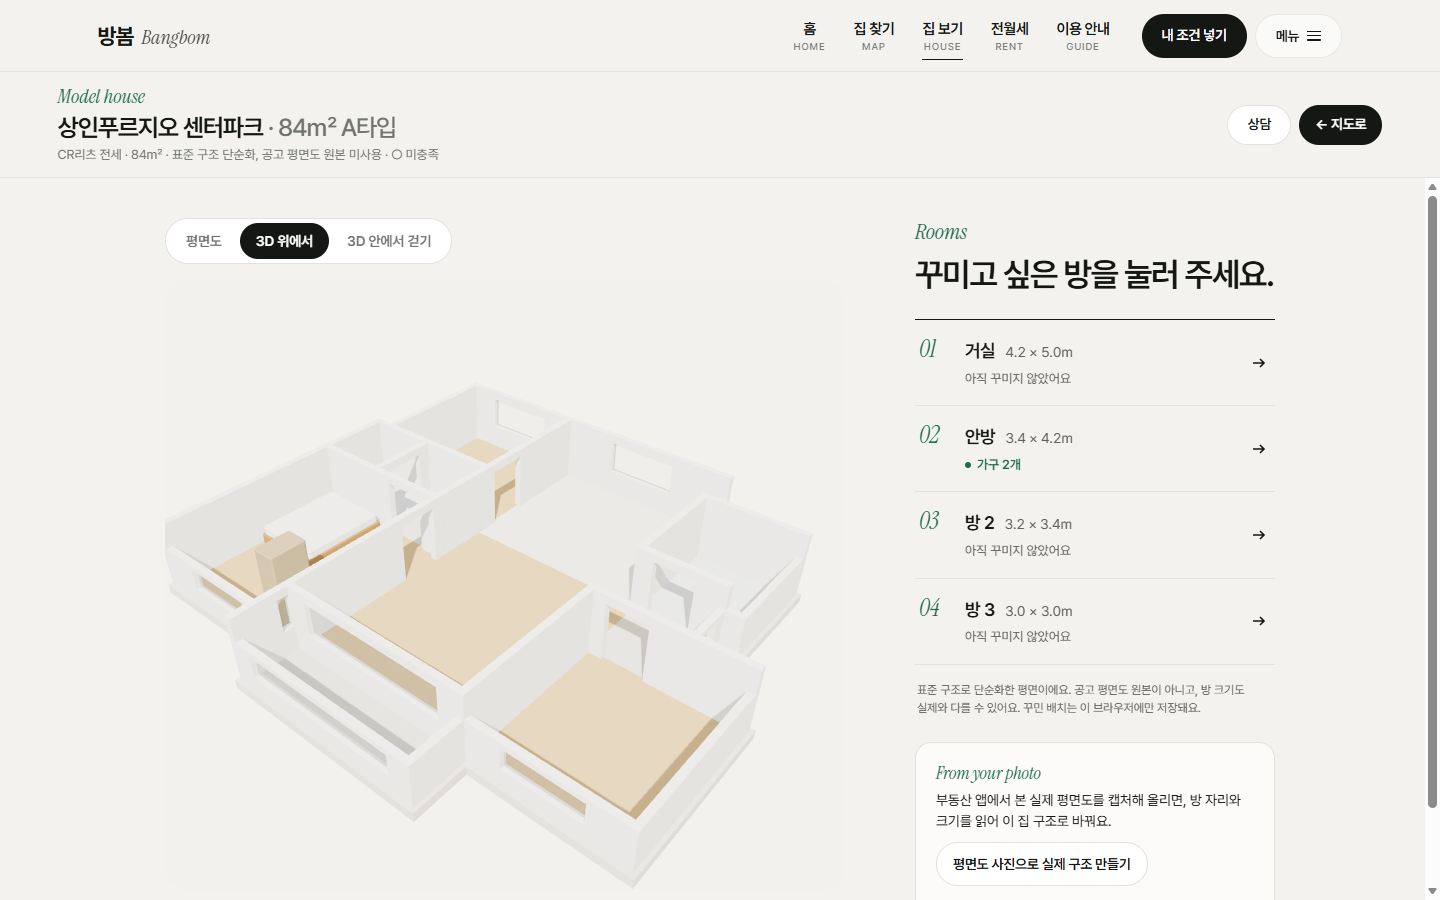 방봄 Bangbom
홈 집 찾기 집 보기 전월세 이용 안내
HOME MAP HOUSE RENT GUIDE
내 조건 넣기
메뉴
Model house
상인푸르지오 센터파크 · 84m² A타입
CR리츠 전세 · 84m² · 표준 구조 단순화, 공고 평면도 원본 미사용 · ○ 미충족
상담
← 지도로
평면도 3D 위에서 3D 안에서 걷기
Rooms
꾸미고 싶은 방을 눌러 주세요.
01 거실 4.2 × 5.0m →
아직 꾸미지 않았어요
02 안방 3.4 × 4.2m →
● 가구 2개
03 방 2 3.2 × 3.4m →
아직 꾸미지 않았어요
04 방 3 3.0 × 3.0m →
아직 꾸미지 않았어요
표준 구조로 단순화한 평면이에요. 공고 평면도 원본이 아니고, 방 크기도
실제와 다를 수 있어요. 꾸민 배치는 이 브라우저에만 저장돼요.
From your photo
부동산 앱에서 본 실제 평면도를 캡처해 올리면, 방 자리와
크기를 읽어 이 집 구조로 바꿔요.
평면도 사진으로 실제 구조 만들기